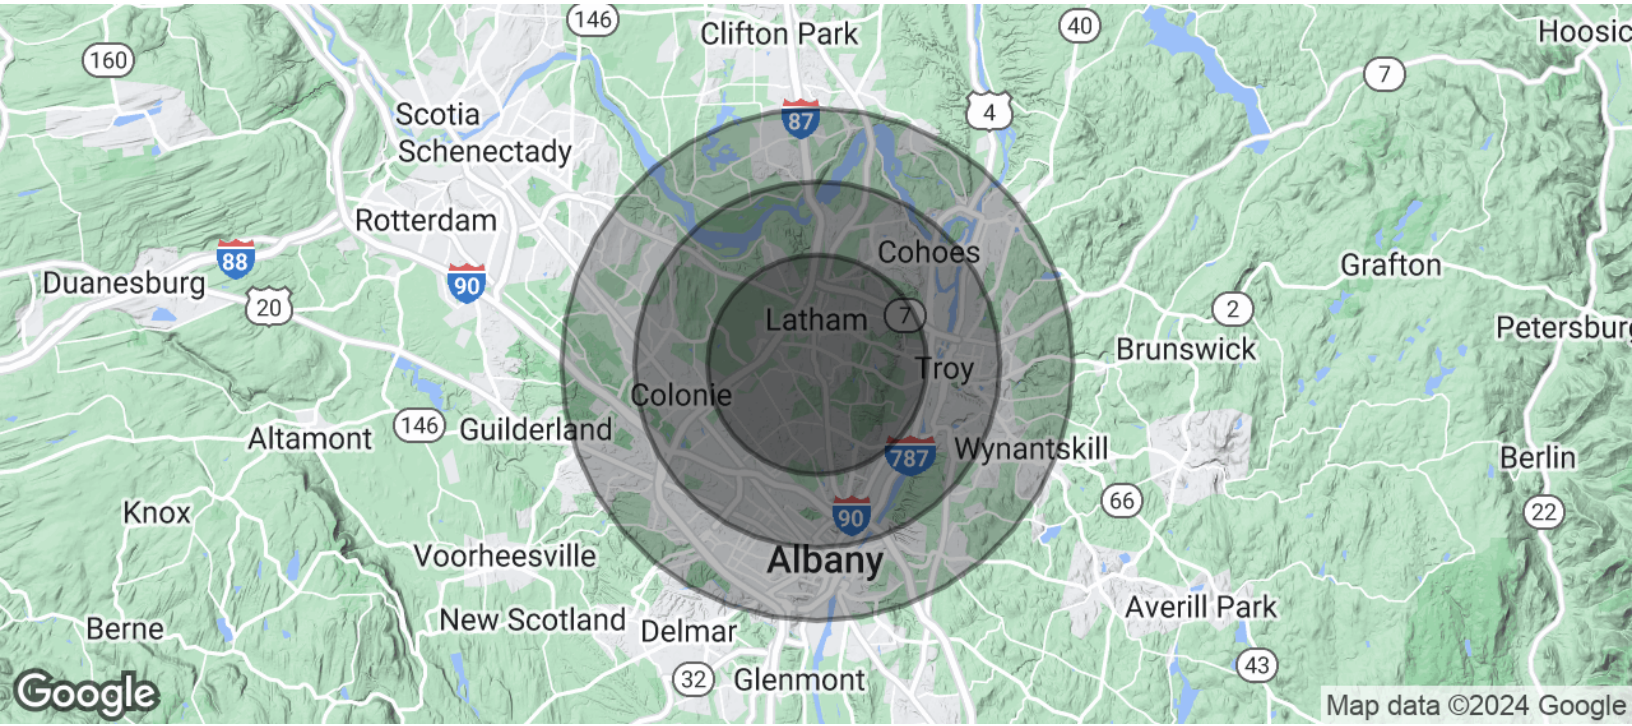 146
Clifton Park
40
Hoosic
160
7
Scotia
87
4
Schenectady
Rotterdam
88
Cohoes
Grafton
Duanesburg
90
20
2
Latham
7
Petersburg
Brunswick
Troy
Colonie
146
Guilderland
Altamont
Wynantskill
787
Berlin
66
Knox
90
22
Voorheesville
Albany
Averill Park
New Scotland
Berne
Delmar
43
32
Glenmont
Google
Map data ©2024 Google